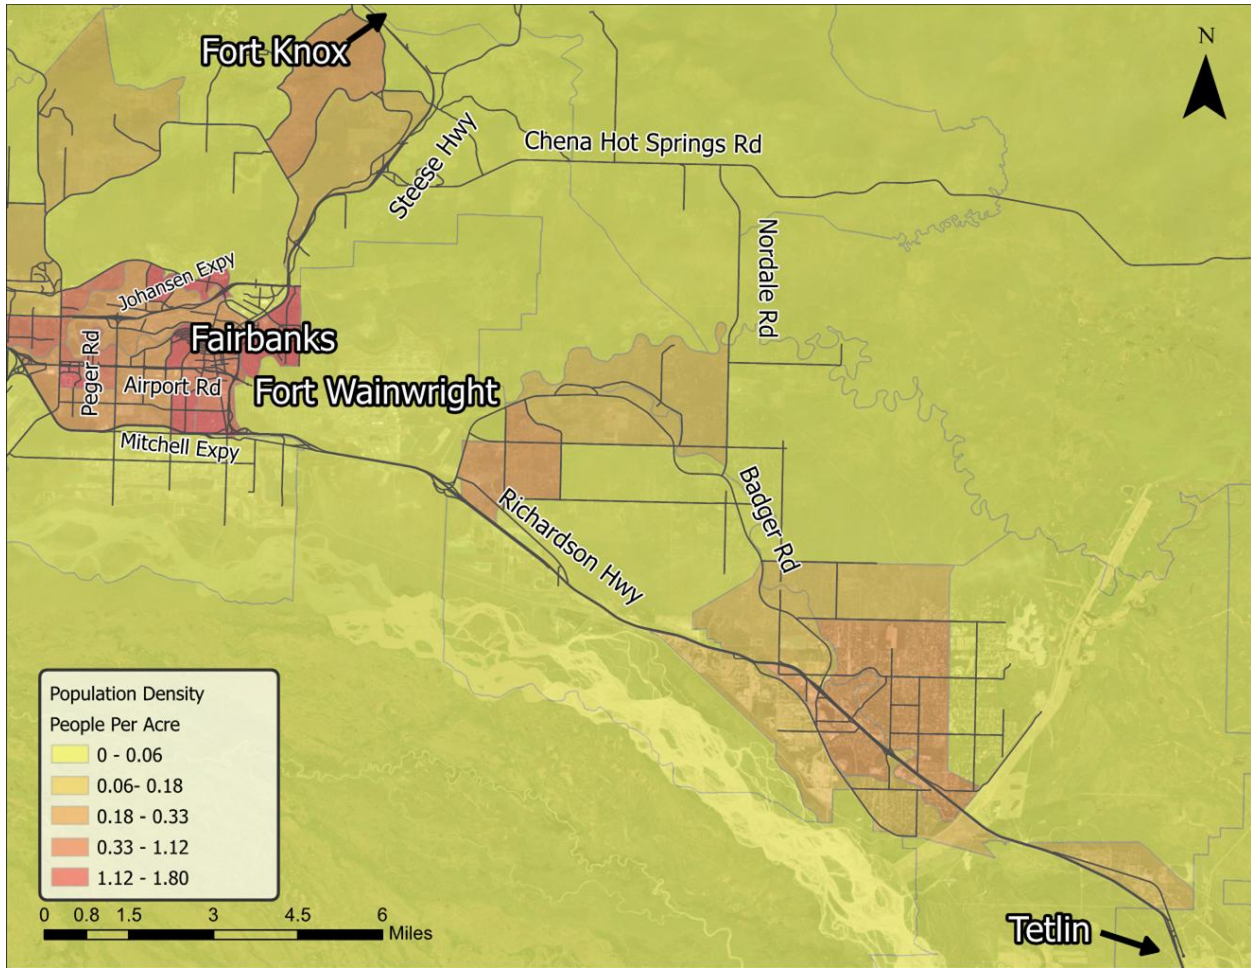 Fort Knox
N
Steese Hwy
Chena Hot Springs Rd
Nordale Rd
Johansen Expy
Fairbanks
Peger Rd
Airport Rd
Fort Wainwright
Mitchell Expy
Richardson Hwy
Badger Rd
Population Density
People Per Acre
0 - 0.06
0.06- 0.18
0.18 - 0.33
0.33 - 1.12
1.12 - 1.80
0 0.8 1.5 3 4.5 6
Miles
Tetlin